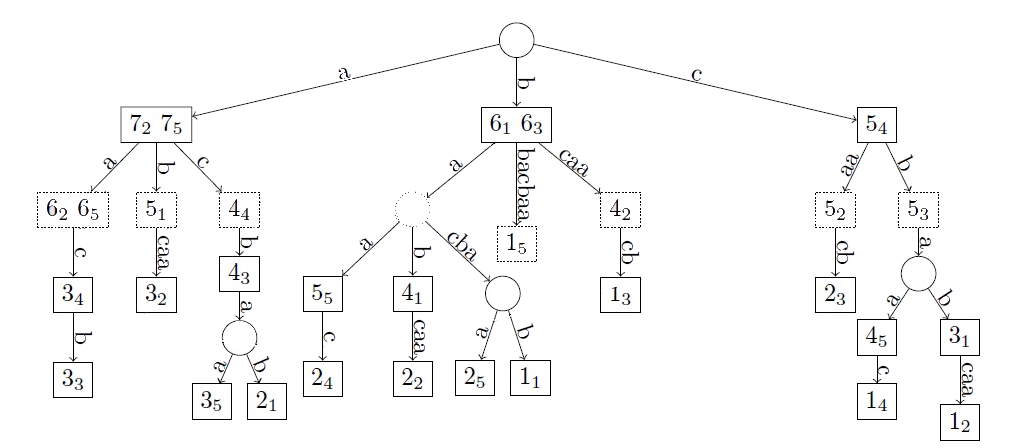 a b c
7₂ 7₅ 6₁ 6₃ 5₄
a b c a bacbaa caa aa b
6₂ 6₅ 5₁ 4₄ 1₅ 4₂ 5₂ 5₃
c caa b a b cba cb cb a
3₄ 3₂ 4₃ 5₅ 4₁ 1₃ 2₃
b a c caa a b a b
3₃ a b 2₄ 2₂ 2₅ 1₁ 4₅ 3₁
3₅ 2₁ c caa
1₄ 1₂